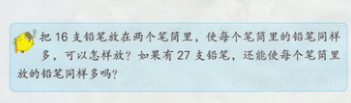 把 16 支铅笔放在两个笔筒里，使每个笔筒里的铅笔同样
多，可以怎样放？如果有 27 支铅笔，还能使每个笔筒里
放的铅笔同样多吗？